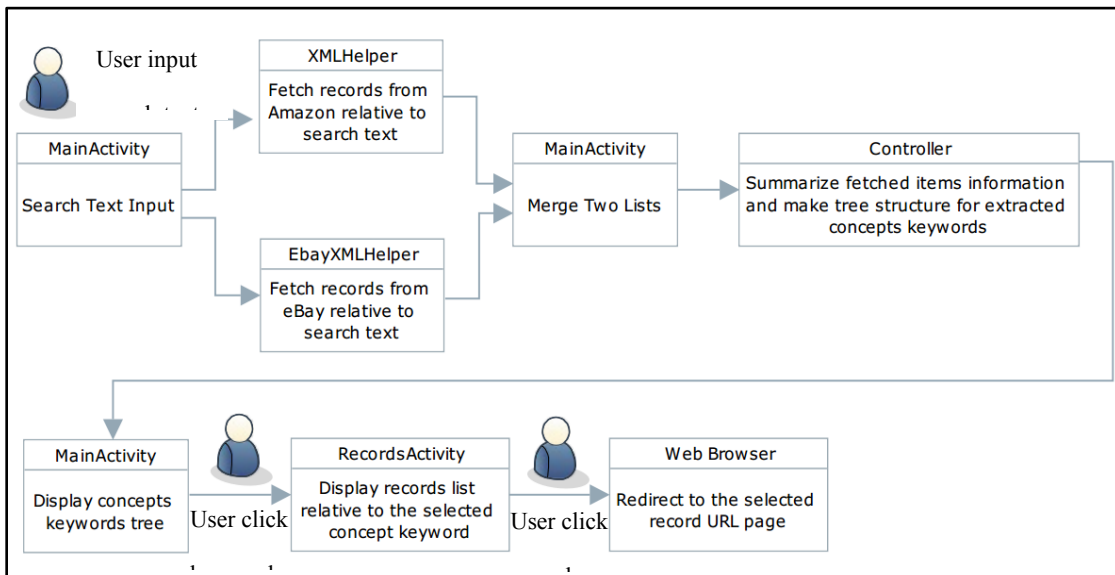 User input
XMLHelper
Fetch records from
Amazon relative to
search text
MainActivity
Search Text Input
MainActivity
Merge Two Lists
Controller
Summarize fetched items information
and make tree structure for extracted
concepts keywords
EbayXMLHelper
Fetch records from
eBay relative to
search text
MainActivity
Display concepts
keywords tree
User click
RecordsActivity
Display records list
relative to the selected
concept keyword
User click
Web Browser
Redirect to the selected
record URL page